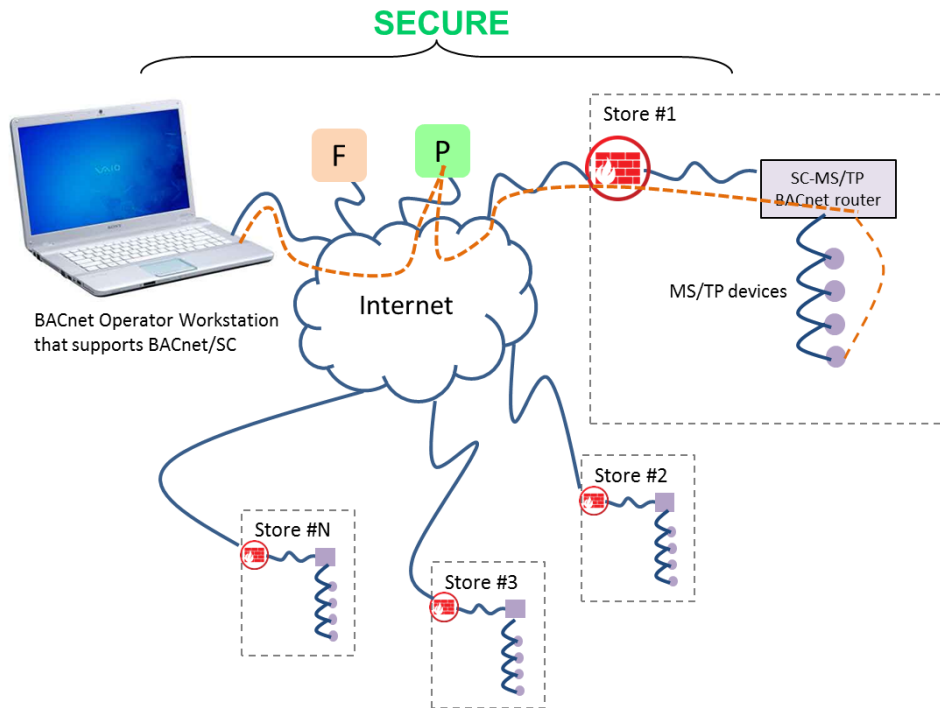 SECURE
Store #1
F
P
SC-MS/TP
BACnet router
VAIO
SONY
MS/TP devices
Internet
BACnet Operator Workstation
that supports BACnet/SC
Store #2
Store #N
Store #3